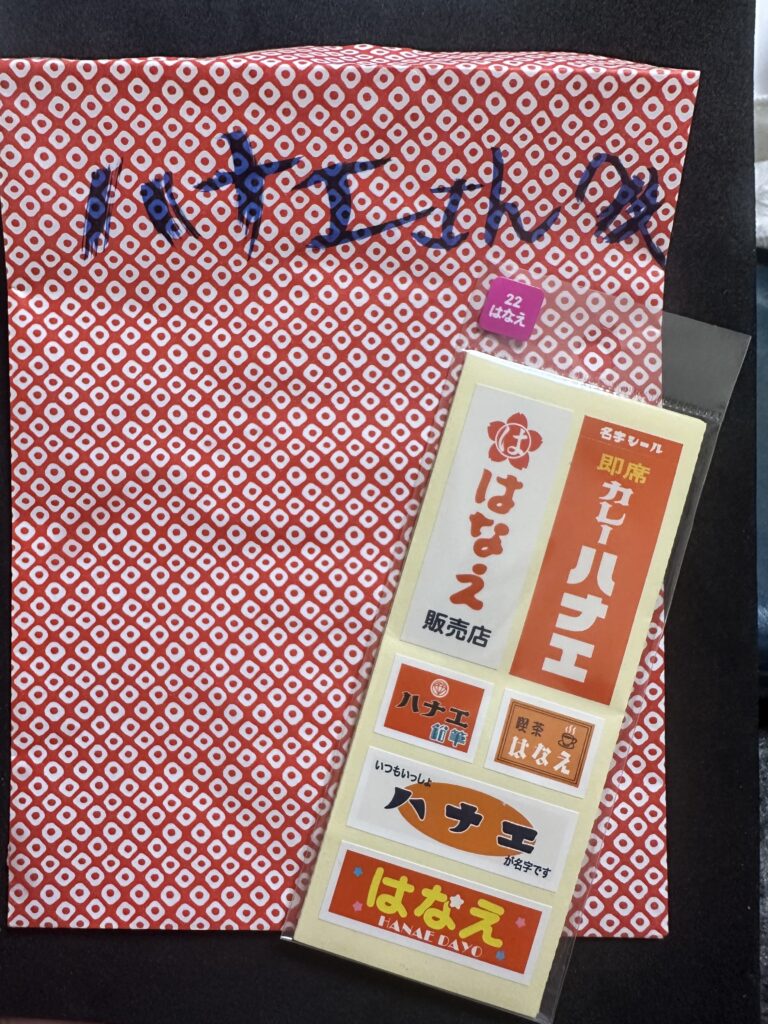 ハナエさんへ
22
はなえ
は
はなえ
販売店
名字シール
即席
カレーハナエ
ハナエ
鉛筆
喫茶
はなえ
いつもいっしょ
ハナエ
が名字です
はなえ
HANAE DAYO